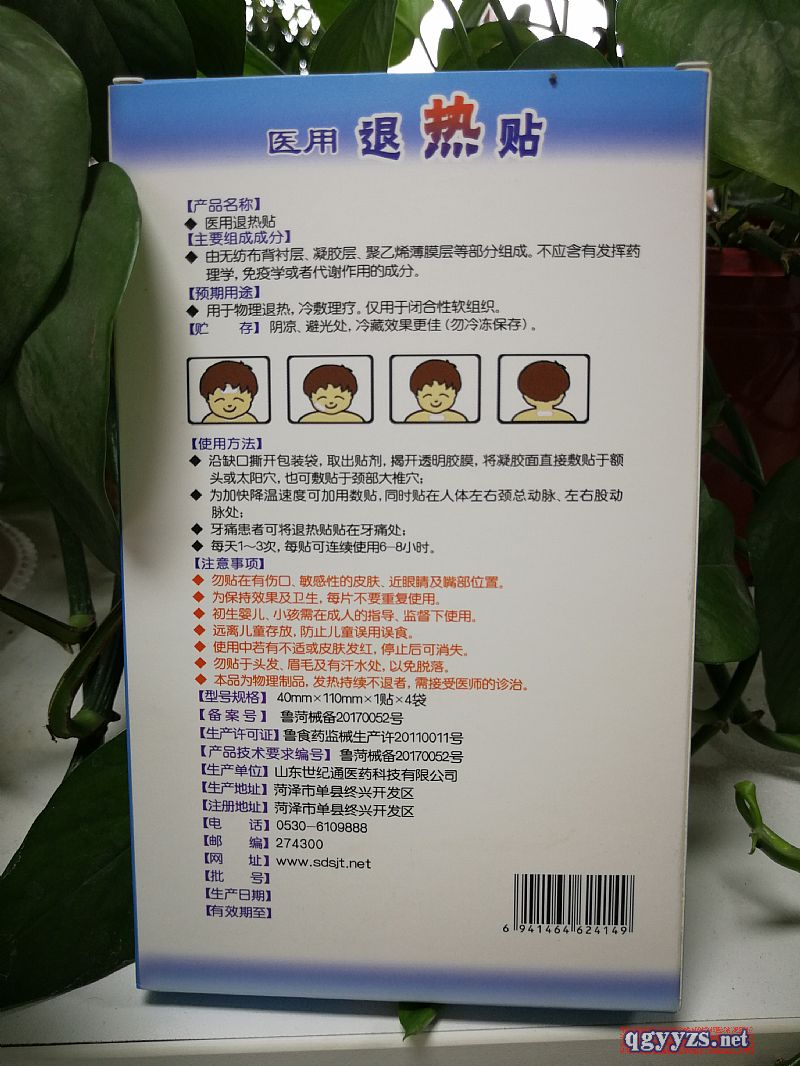 医用 退热贴
【产品名称】
◆ 医用退热贴
【主要组成成分】
◆ 由无纺布背衬层、凝胶层、聚乙烯薄膜层等部分组成。不应含有发挥药
理学,免疫学或者代谢作用的成分。
【预期用途】
◆ 用于物理退热,冷敷理疗。仅用于闭合性软组织。
【贮 存】阴凉、避光处,冷藏效果更佳(勿冷冻保存)。
【使用方法】
◆ 沿缺口撕开包装袋,取出贴剂,揭开透明胶膜,将凝胶面直接敷贴于额
头或太阳穴,也可敷贴于颈部大椎穴;
◆ 为加快降温速度可加用数贴,同时贴在人体左右颈总动脉、左右股动
脉处;
◆ 牙痛患者可将退热贴贴在牙痛处;
◆ 每天1~3次,每贴可连续使用6-8小时。
【注意事项】
◆ 勿贴在有伤口、敏感性的皮肤、近眼睛及嘴部位置。
◆ 为保持效果及卫生,每片不要重复使用。
◆ 初生婴儿、小孩需在成人的指导、监督下使用。
◆ 远离儿童存放,防止儿童误用误食。
◆ 使用中若有不适或皮肤发红,停止后可消失。
◆ 勿贴于头发、眉毛及有汗水处,以免脱落。
◆ 本品为物理制品,发热持续不退者,需接受医师的诊治。
【型号规格】 40mm×110mm×1贴×4袋
【备案号】 鲁菏械备20170052号
【生产许可证】鲁食药监械生产许20110011号
【产品技术要求编号】 鲁菏械备20170052号
【生产单位】山东世纪通医药科技有限公司
【生产地址】菏泽市单县终兴开发区
【注册地址】菏泽市单县终兴开发区
【电 话】0530-6109888
【邮 编】274300
【网 址】www.sdsjt.net
【批 号】
【生产日期】
【有效期至】
6 941464 624149
qgyyzs.net